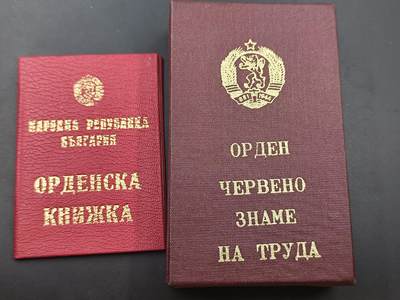 НАРОДНА РЕПУБЛИКА
БЪЛГАРИЯ
ОРДЕНСКА
КНИЖКА
ОРДЕН
ЧЕРВЕНО
ЗНАМЕ
НА ТРУДА